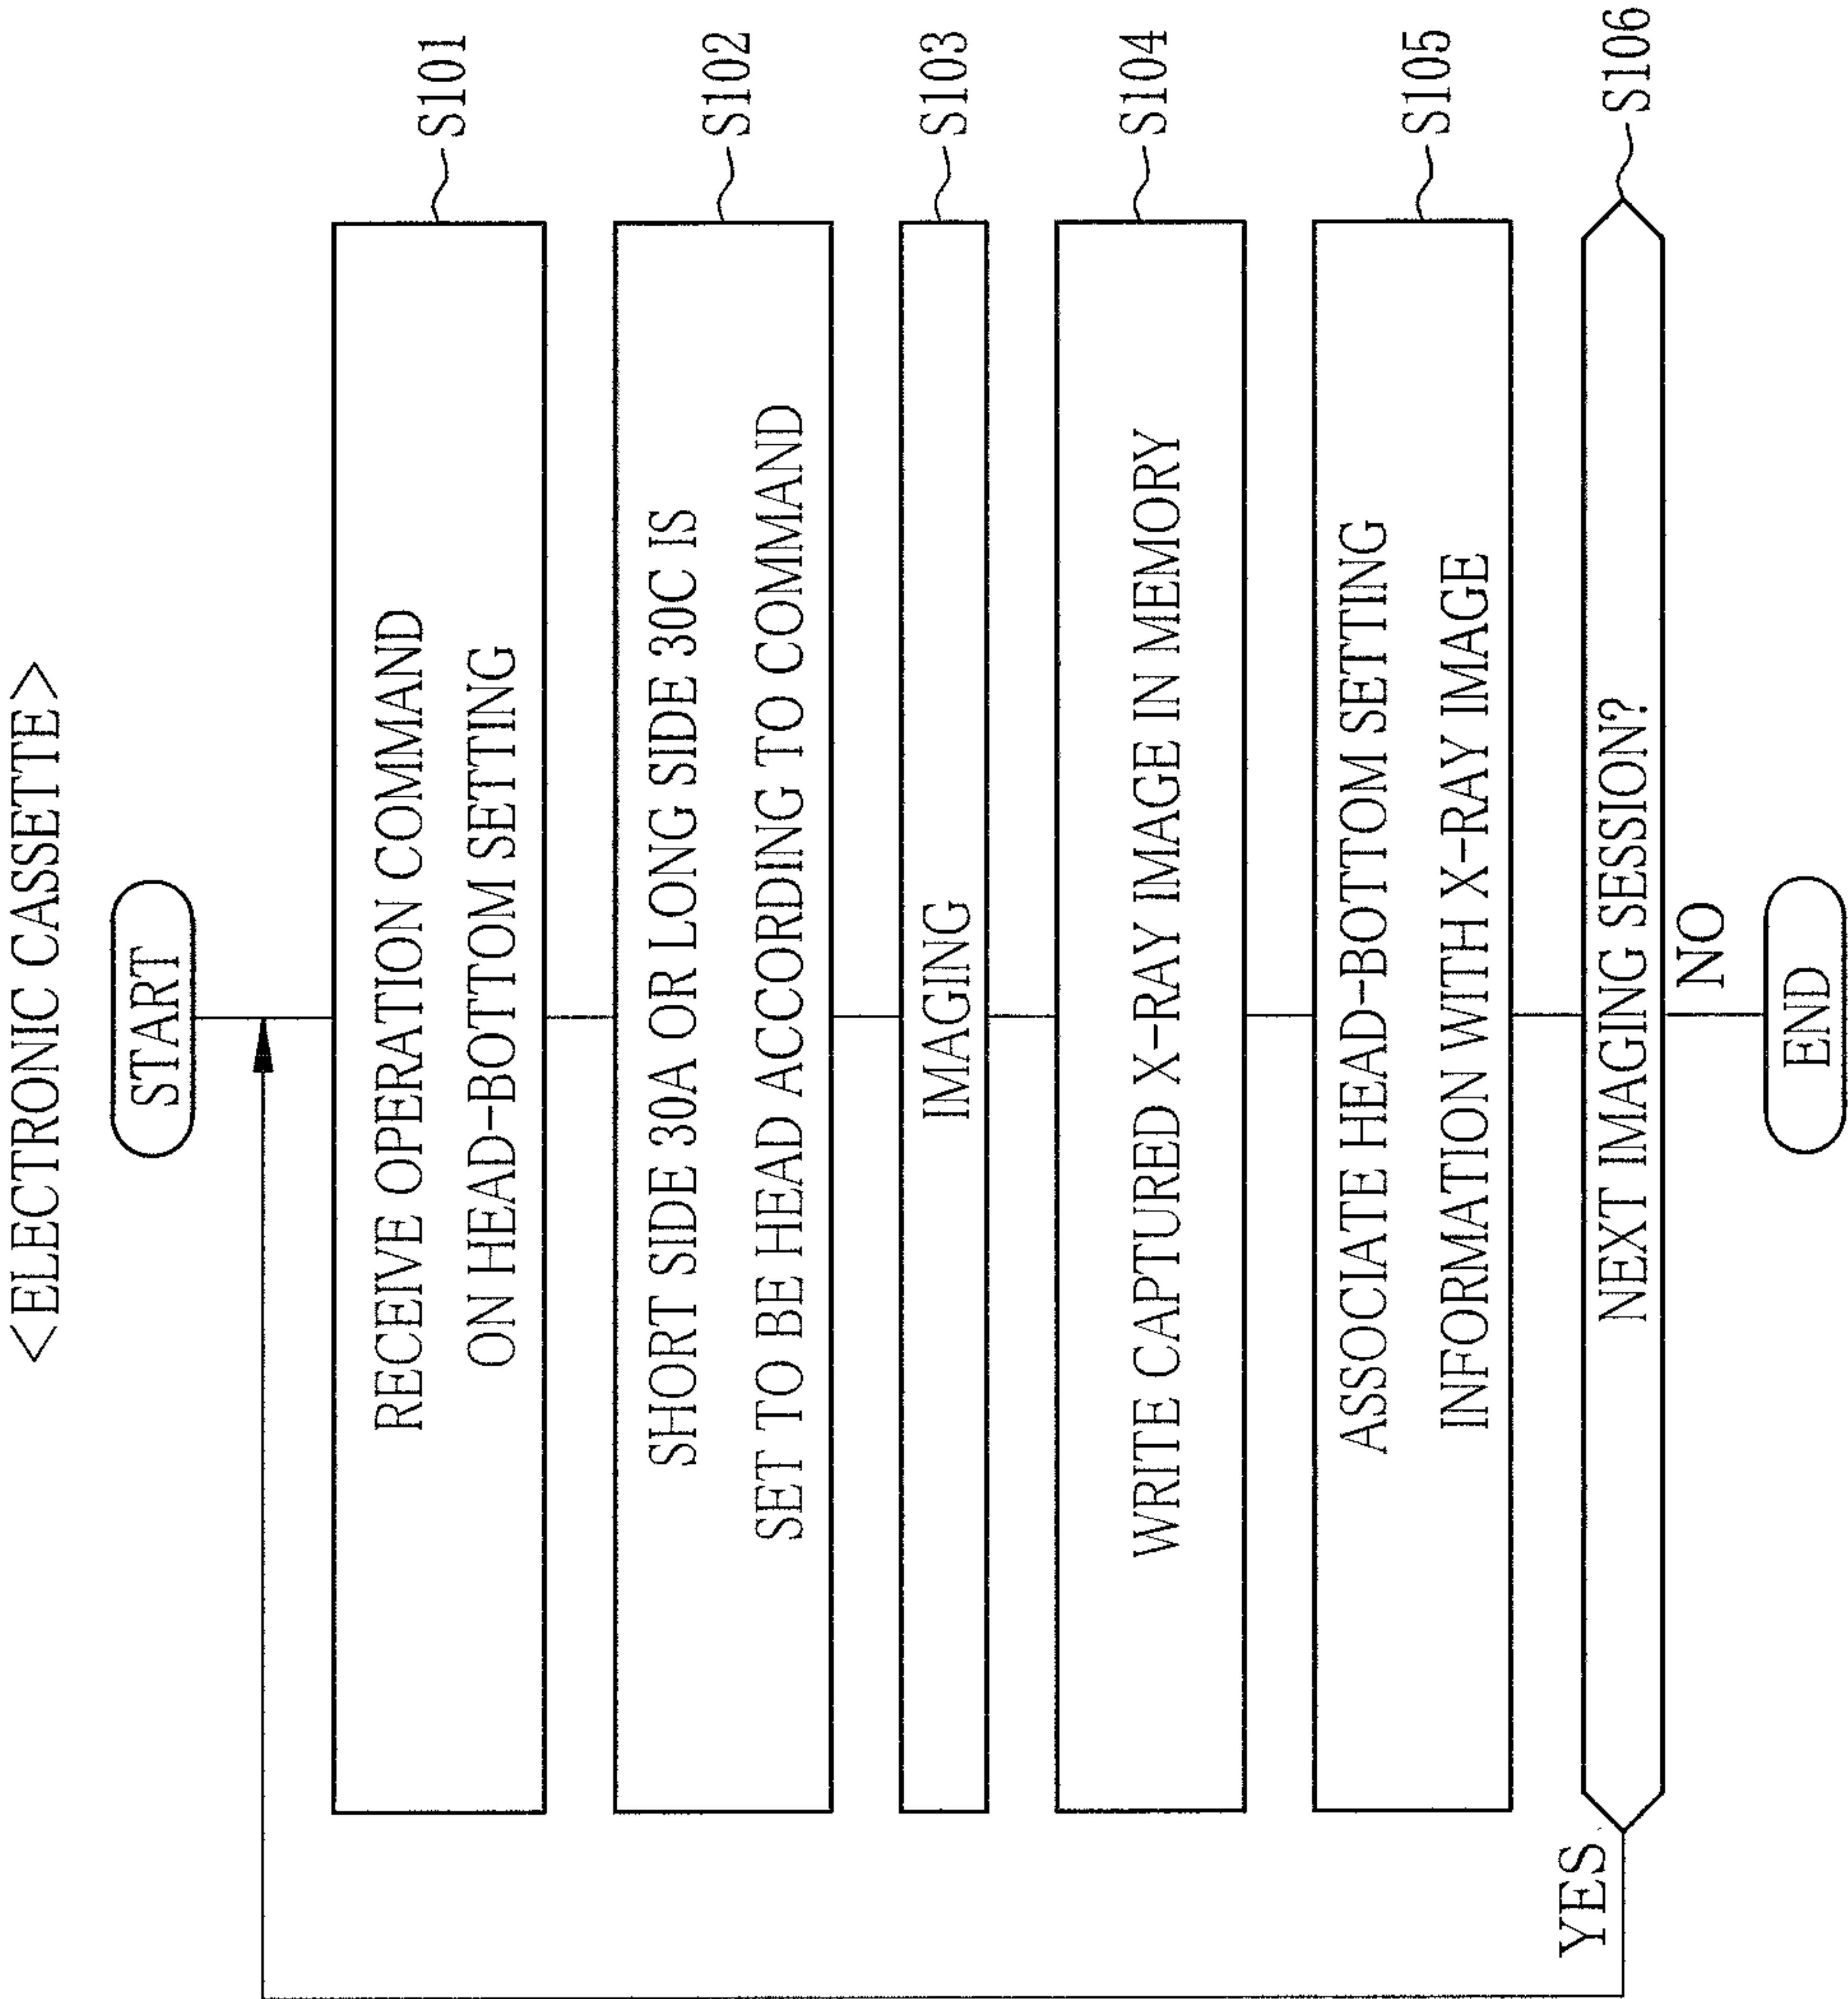 <ELECTRONIC CASSETTE>
START
RECEIVE OPERATION COMMAND
ON HEAD-BOTTOM SETTING
S101
SHORT SIDE 30A OR LONG SIDE 30C IS
SET TO BE HEAD ACCORDING TO COMMAND
S102
IMAGING
S103
WRITE CAPTURED X-RAY IMAGE IN MEMORY
S104
ASSOCIATE HEAD-BOTTOM SETTING
INFORMATION WITH X-RAY IMAGE
S105
NEXT IMAGING SESSION?
S106
YES
NO
END